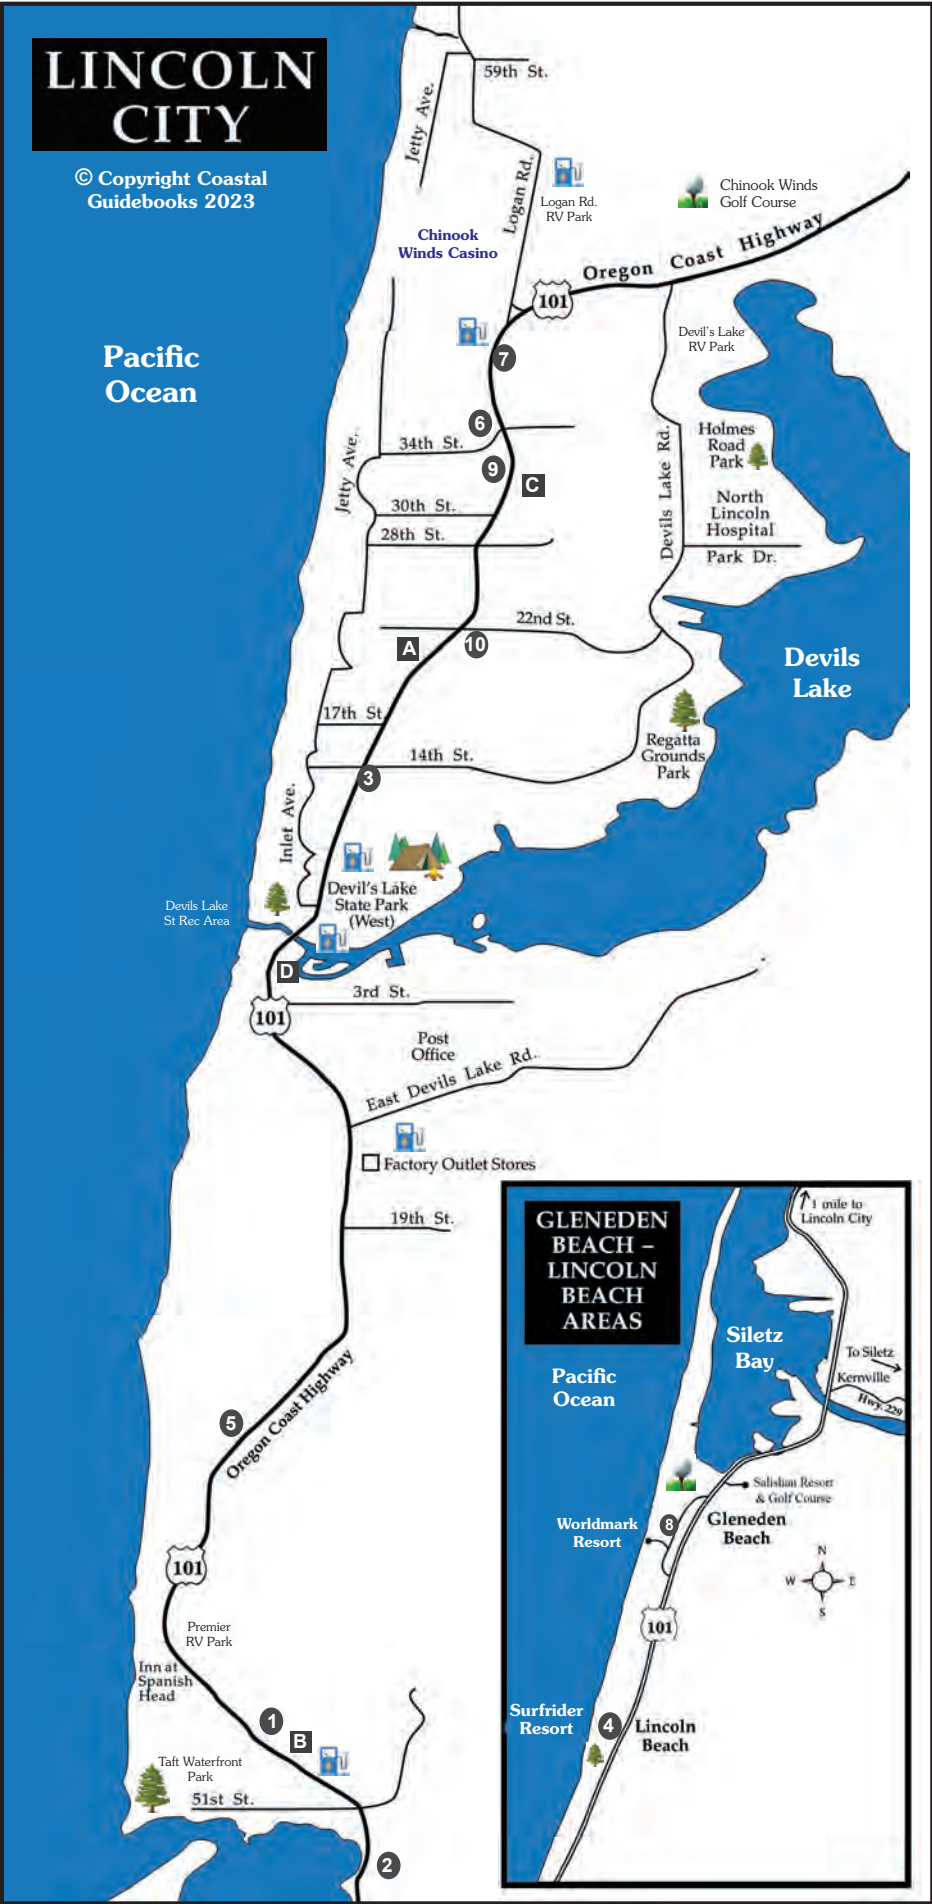 LINCOLN
CITY
© Copyright Coastal
Guidebooks 2023
59th St.
Jetty Ave.
Logan Rd.
Logan Rd.
RV Park
Chinook Winds
Golf Course
Chinook
Winds Casino
Oregon Coast Highway
101
Pacific
Ocean
Devil's Lake
RV Park
7
6
34th St.
Jetty Ave.
9
C
Devils Lake Rd.
Holmes
Road
Park
30th St.
28th St.
North
Lincoln
Hospital
Park Dr.
22nd St.
A
10
Devils
Lake
17th St.
14th St.
3
Regatta
Grounds
Park
Inlet Ave.
Devil's Lake
State Park
(West)
Devils Lake
St Rec Area
D
3rd St.
101
Post
Office
East Devils Lake Rd.
Factory Outlet Stores
19th St.
Oregon Coast Highway
5
101
Premier
RV Park
Inn at
Spanish
Head
1
B
Taft Waterfront
Park
51st St.
2
GLENEDEN
BEACH –
LINCOLN
BEACH
AREAS
1 mile to
Lincoln City
Siletz
Bay
To Siletz
Kernville
Hwy. 229
Pacific
Ocean
Salishan Resort
& Golf Course
Worldmark
Resort
8
Gleneden
Beach
N
W
E
S
101
Surfrider
Resort
4
Lincoln
Beach